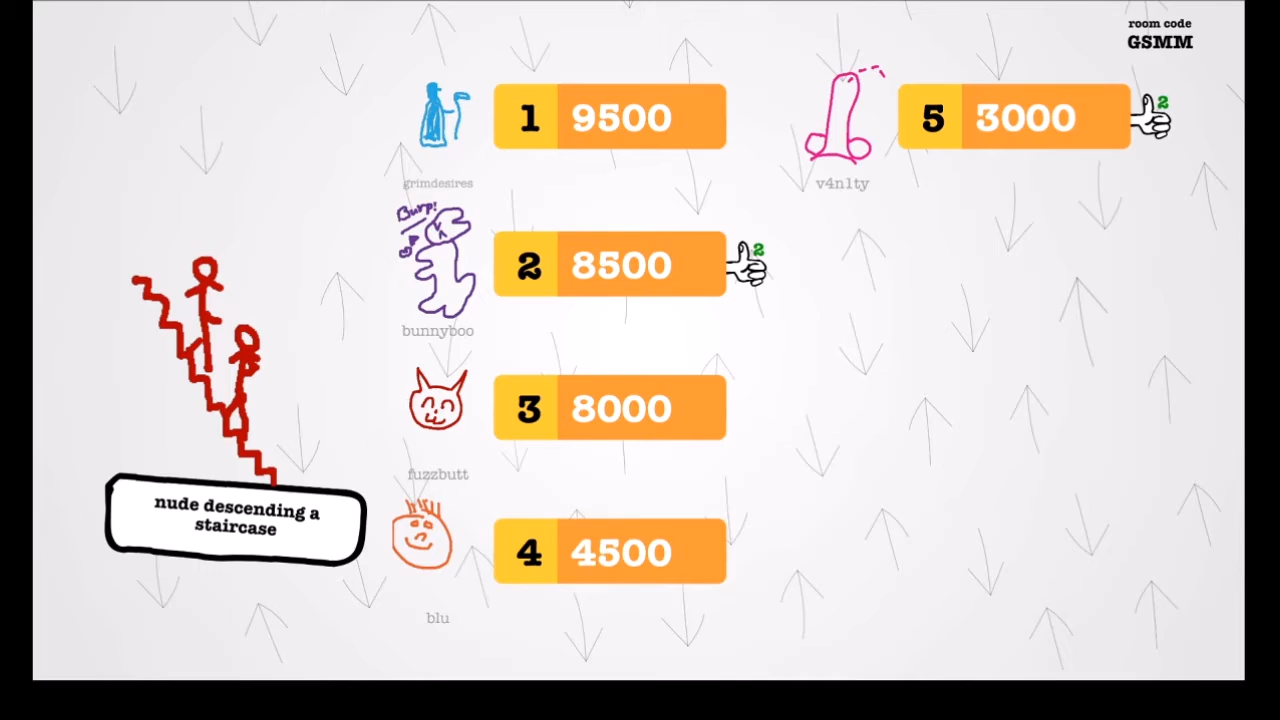 room code
GSMM
1 9500
grimdesires
Burp!
2 8500 2
bunnyboo
3 8000
fuzzbutt
4 4500
blu
5 3000 2
v4n1ty
nude descending a
staircase